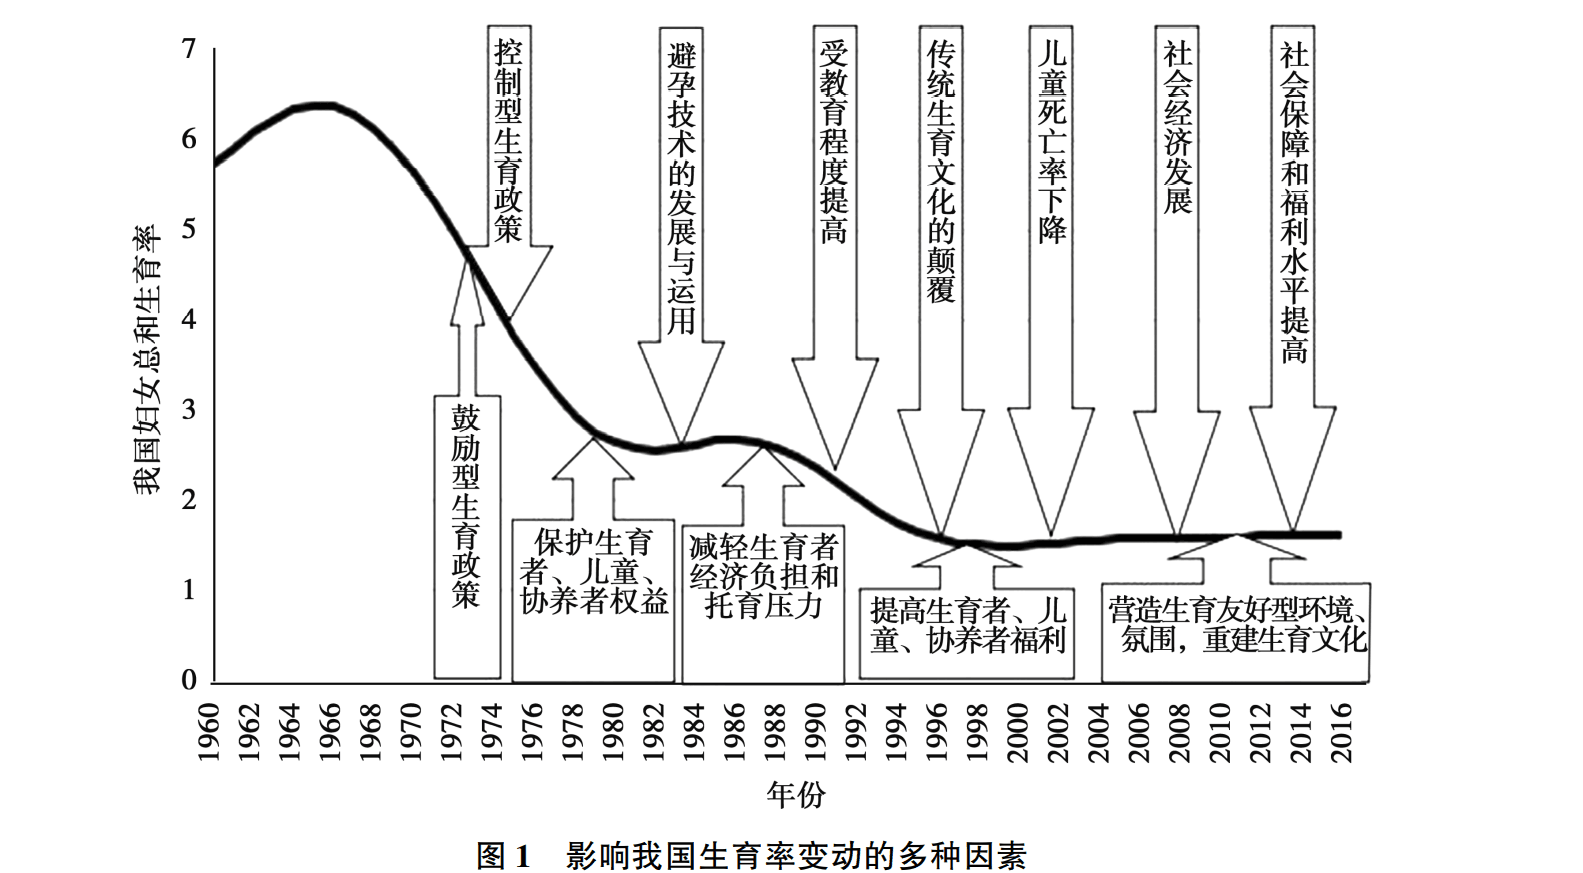 控制型生育政策
避孕技术的发展与运用
受教育程度提高
传统生育文化的颠覆
儿童死亡率下降
社会经济发展
社会保障和福利水平提高
我国妇女总和生育率
7
6
5
4
3
2
1
0
鼓励型生育政策
保护生育
者、儿童、
协养者权益
减轻生育者
经济负担和
托育压力
提高生育者、儿
童、协养者福利
营造生育友好型环境、
氛围，重建生育文化
1960
1962
1964
1966
1968
1970
1972
1974
1976
1978
1980
1982
1984
1986
1988
1990
1992
1994
1996
1998
2000
2002
2004
2006
2008
2010
2012
2014
2016
年份
图 1 影响我国生育率变动的多种因素